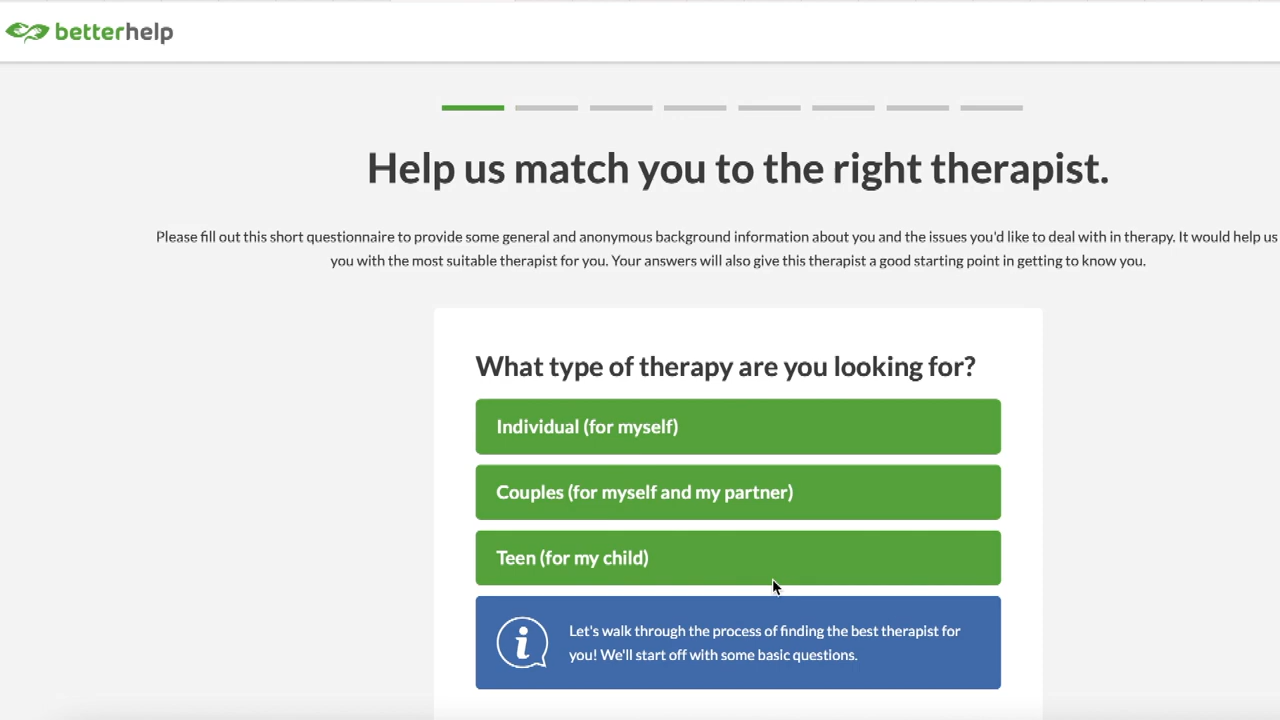 betterhelp
Help us match you to the right therapist.
Please fill out this short questionnaire to provide some general and anonymous background information about you and the issues you'd like to deal with in therapy. It would help us
you with the most suitable therapist for you. Your answers will also give this therapist a good starting point in getting to know you.
What type of therapy are you looking for?
Individual (for myself)
Couples (for myself and my partner)
Teen (for my child)
Let's walk through the process of finding the best therapist for
you! We'll start off with some basic questions.